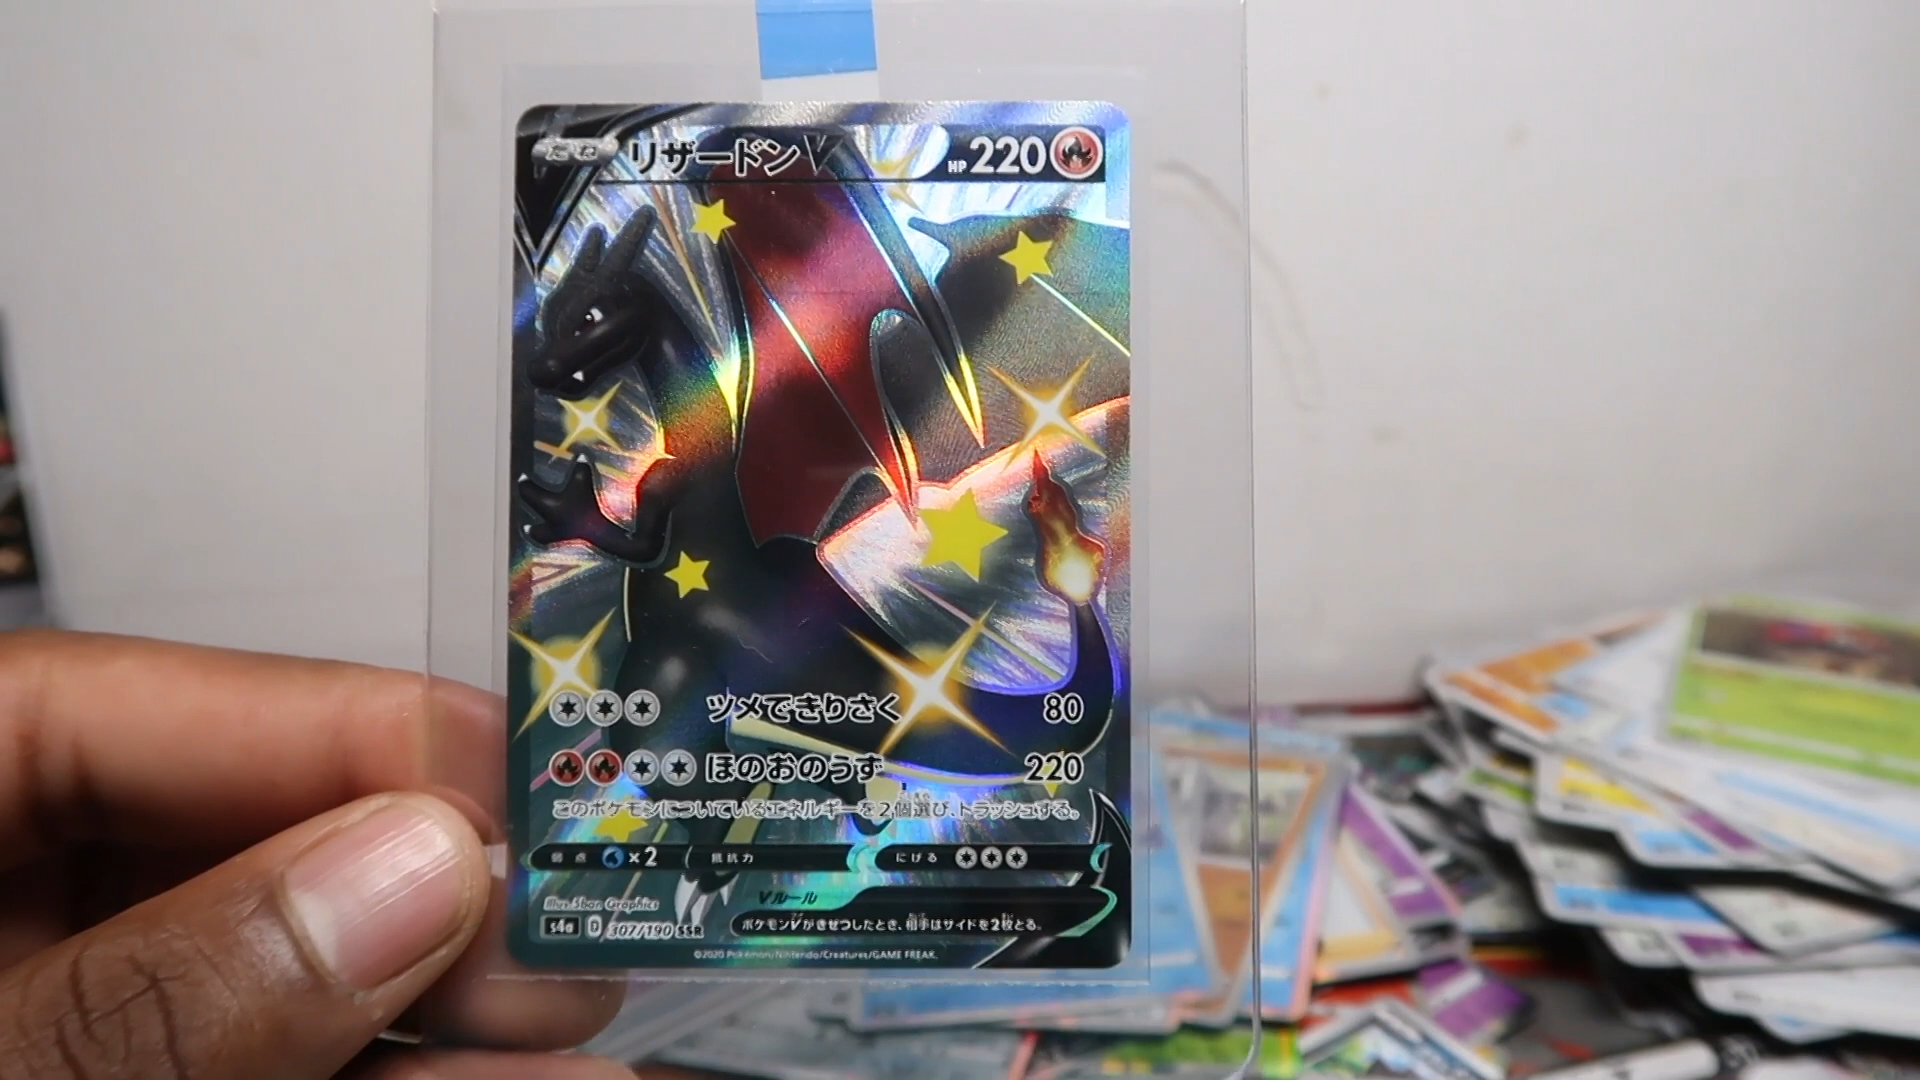 たね リザードンV HP 220
ツメできりさく 80
ほのおのうず 220
このポケモンについているエネルギーを2個選び、トラッシュする。
弱点 ×2 抵抗力 にげる
Vルール
Illus. 5ban Graphics
ポケモンVがきぜつしたとき、相手はサイドを2枚とる。
s4a D 307/190 SSR
©2020 Pokémon/Nintendo/Creatures/GAME FREAK.